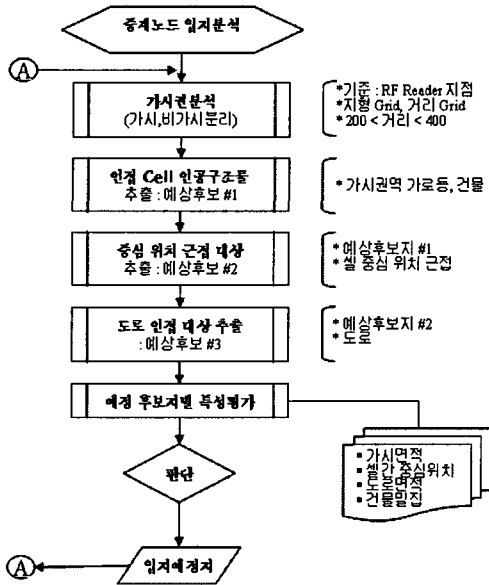 중계노드 입지분석
A
가시권분석
(가시,비가시분리)
*기준 : RF Reader 지점
*지형 Grid, 거리 Grid
*200 < 거리 < 400
인접 Cell 인공구조물
추출 : 예상후보 #1
* 가시권역 가로등, 건물
중심 위치 근접 대상
추출 : 예상후보 #2
* 예상후보지 #1
* 셀 중심 위치 근접
도로 인접 대상 추출
: 예상후보 #3
* 예상후보지 #2
* 도로
예정 후보지별 특성평가
▪ 가시면적
▪ 셀간 중심위치
▪ 도로면적
▪ 건물밀집
판단
A
입지예정지